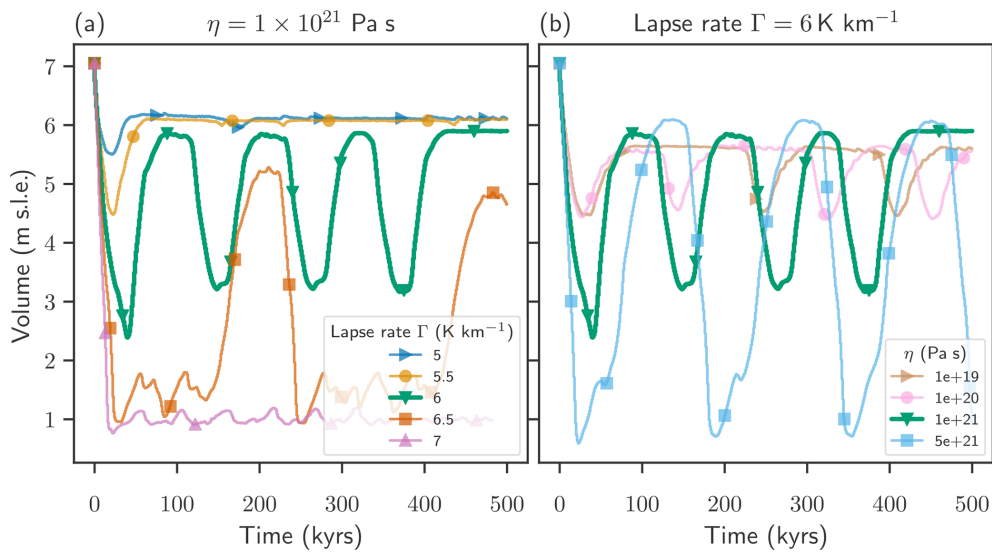 (a) η = 1 × 10²¹ Pa s
(b) Lapse rate Γ = 6 K km⁻¹
Volume (m s.l.e.)
7
6
5
4
3
2
1
Lapse rate Γ (K km⁻¹)
5
5.5
6
6.5
7
η (Pa s)
1e+19
1e+20
1e+21
5e+21
0 100 200 300 400 500
0 100 200 300 400 500
Time (kyrs)
Time (kyrs)